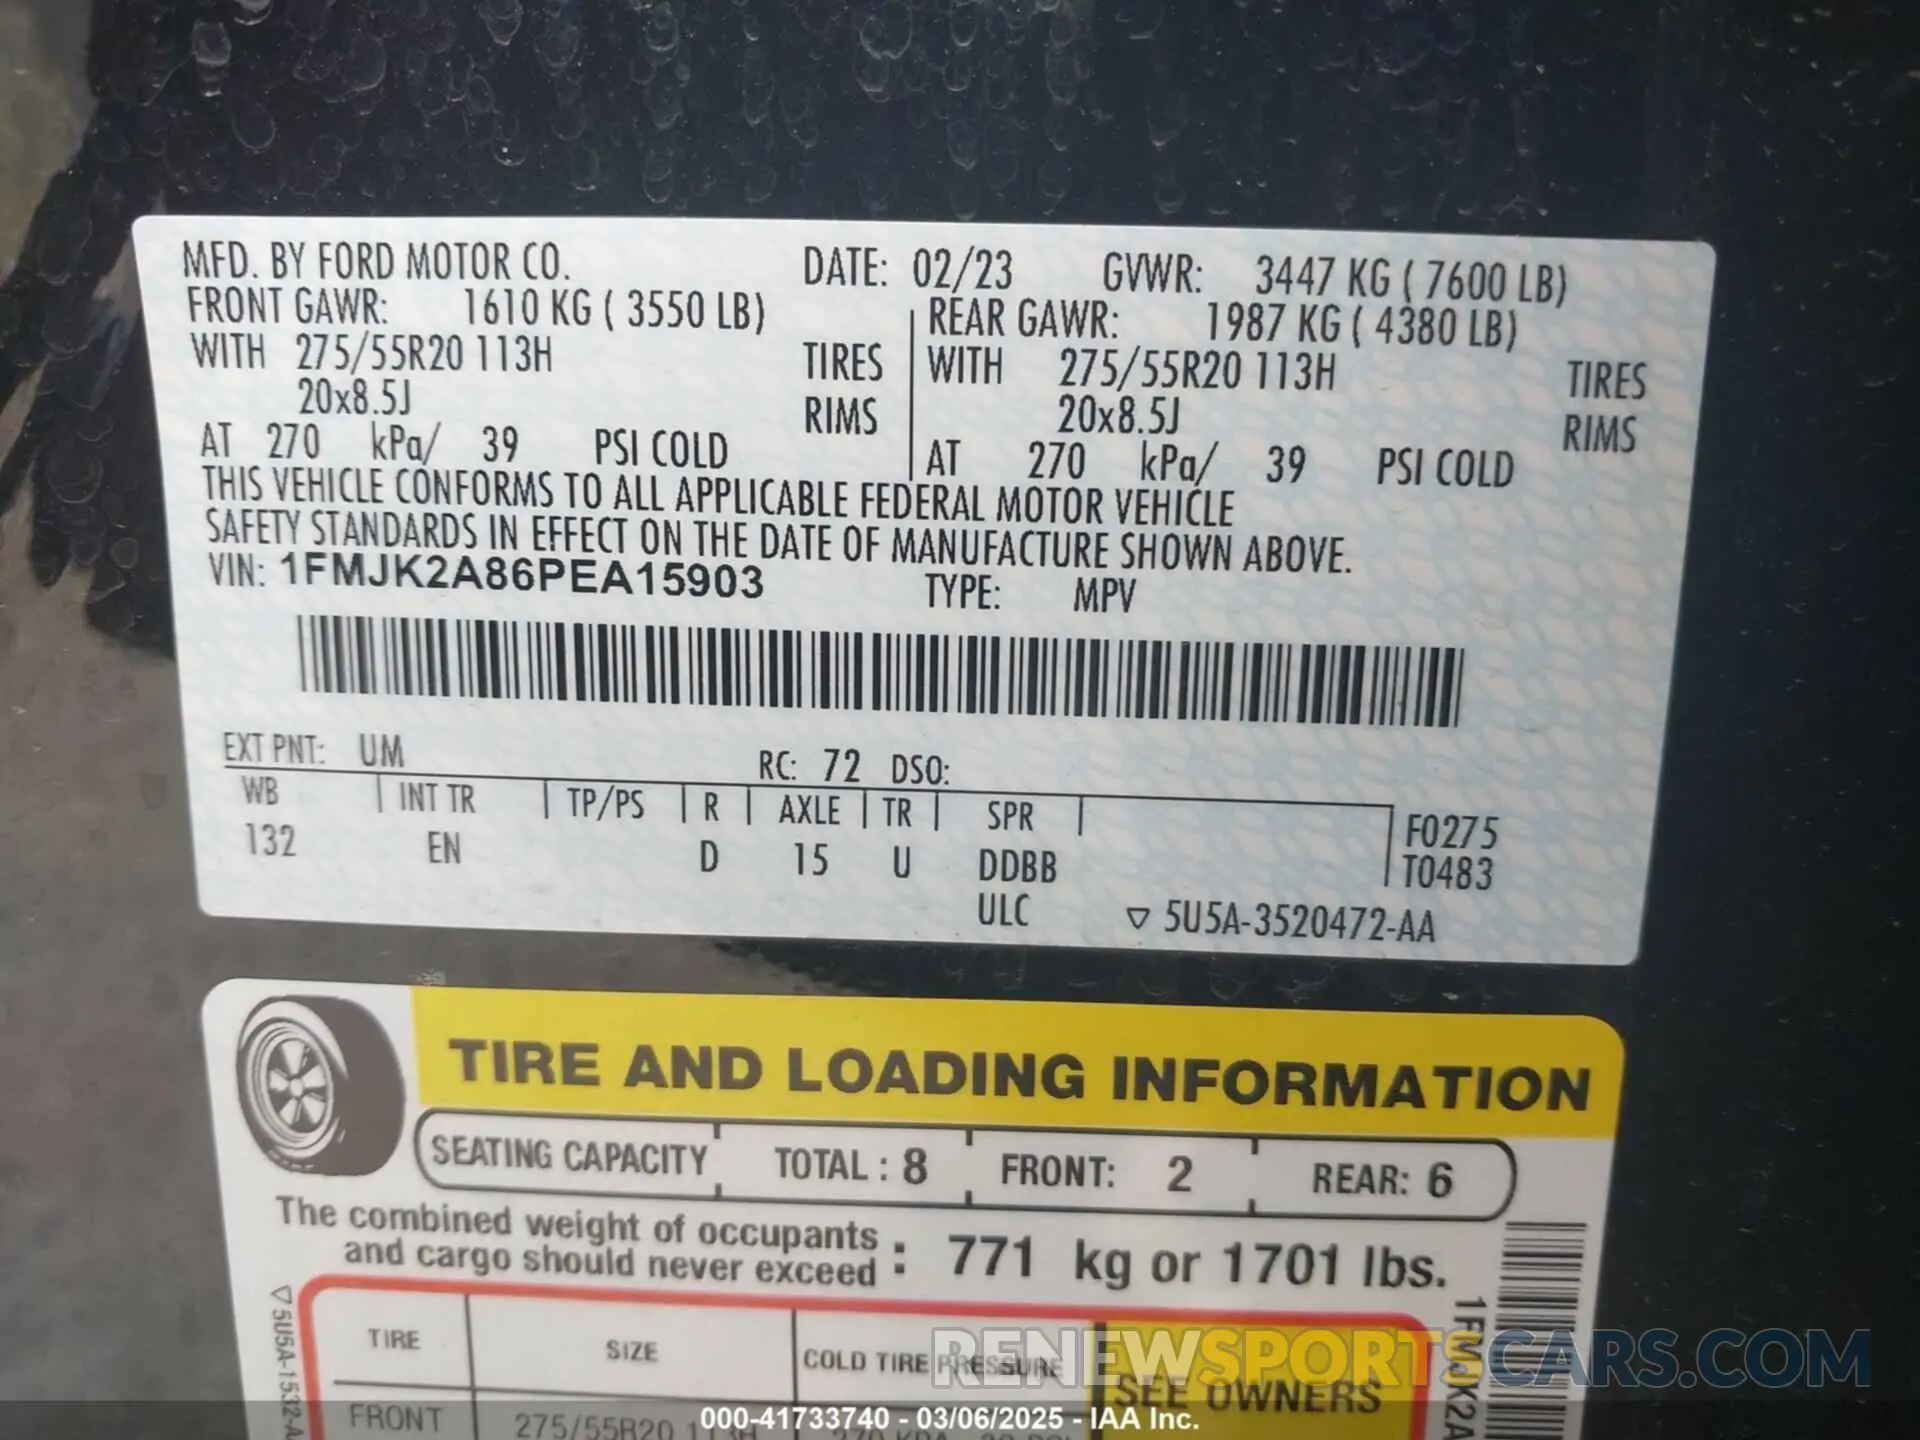 MFD. BY FORD MOTOR CO. DATE: 02/23 GVWR: 3447 KG ( 7600 LB)
FRONT GAWR: 1610 KG ( 3550 LB) REAR GAWR: 1987 KG ( 4380 LB)
WITH 275/55R20 113H TIRES WITH 275/55R20 113H TIRES
20x8.5J RIMS 20x8.5J RIMS
AT 270 kPa/ 39 PSI COLD AT 270 kPa/ 39 PSI COLD
THIS VEHICLE CONFORMS TO ALL APPLICABLE FEDERAL MOTOR VEHICLE
SAFETY STANDARDS IN EFFECT ON THE DATE OF MANUFACTURE SHOWN ABOVE.
VIN: 1FMJK2A86PEA15903 TYPE: MPV
EXT PNT: UM RC: 72 DSO:
WB INT TR TP/PS R AXLE TR SPR F0275
132 EN D 15 U DDBB T0483
ULC ▽ 5U5A-3520472-AA
TIRE AND LOADING INFORMATION
SEATING CAPACITY TOTAL : 8 FRONT: 2 REAR: 6
The combined weight of occupants
and cargo should never exceed : 771 kg or 1701 lbs.
▽5U5A-1532-A
1FMJK2A
TIRE SIZE COLD TIRE PRESSURE SEE OWNERS
FRONT 275/55R20 113H
RENEWSPORTSCARS.COM
000-41733740 - 03/06/2025 - IAA Inc.